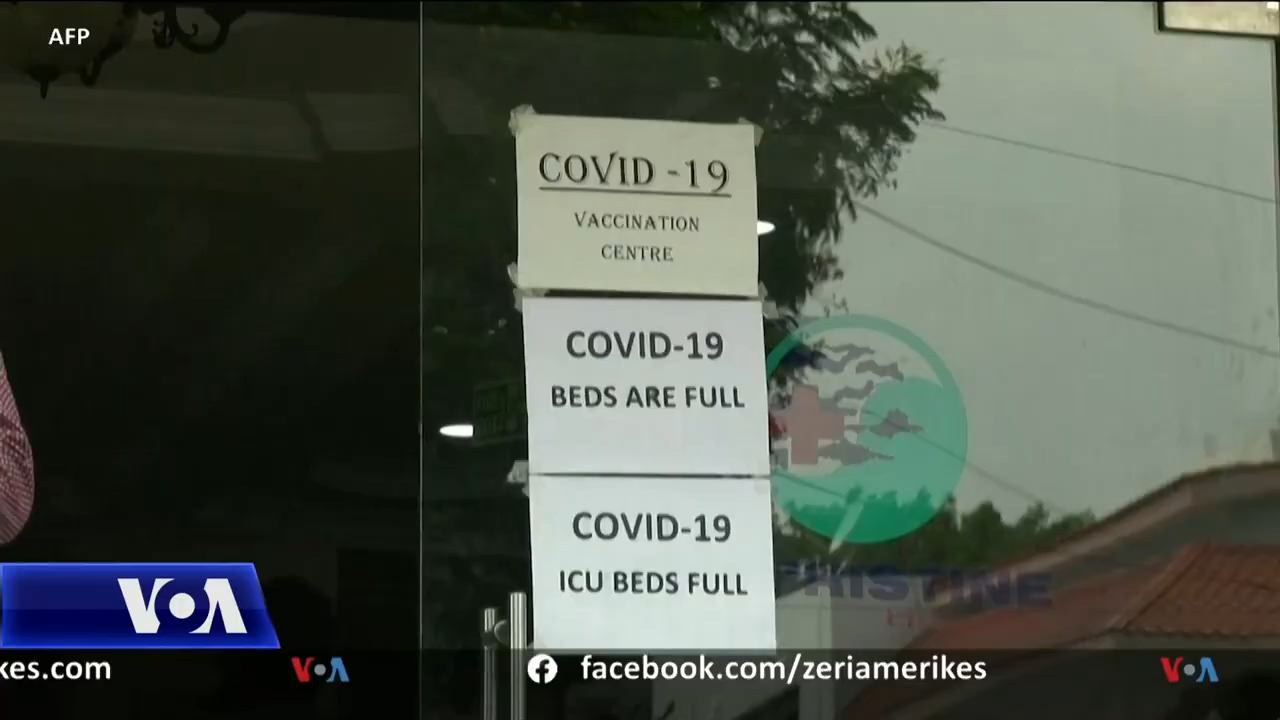 AFP
COVID -19
VACCINATION
CENTRE
COVID-19
BEDS ARE FULL
COVID-19
ICU BEDS FULL
VOA
kes.com
VOA
facebook.com/zeriamerikes
VOA